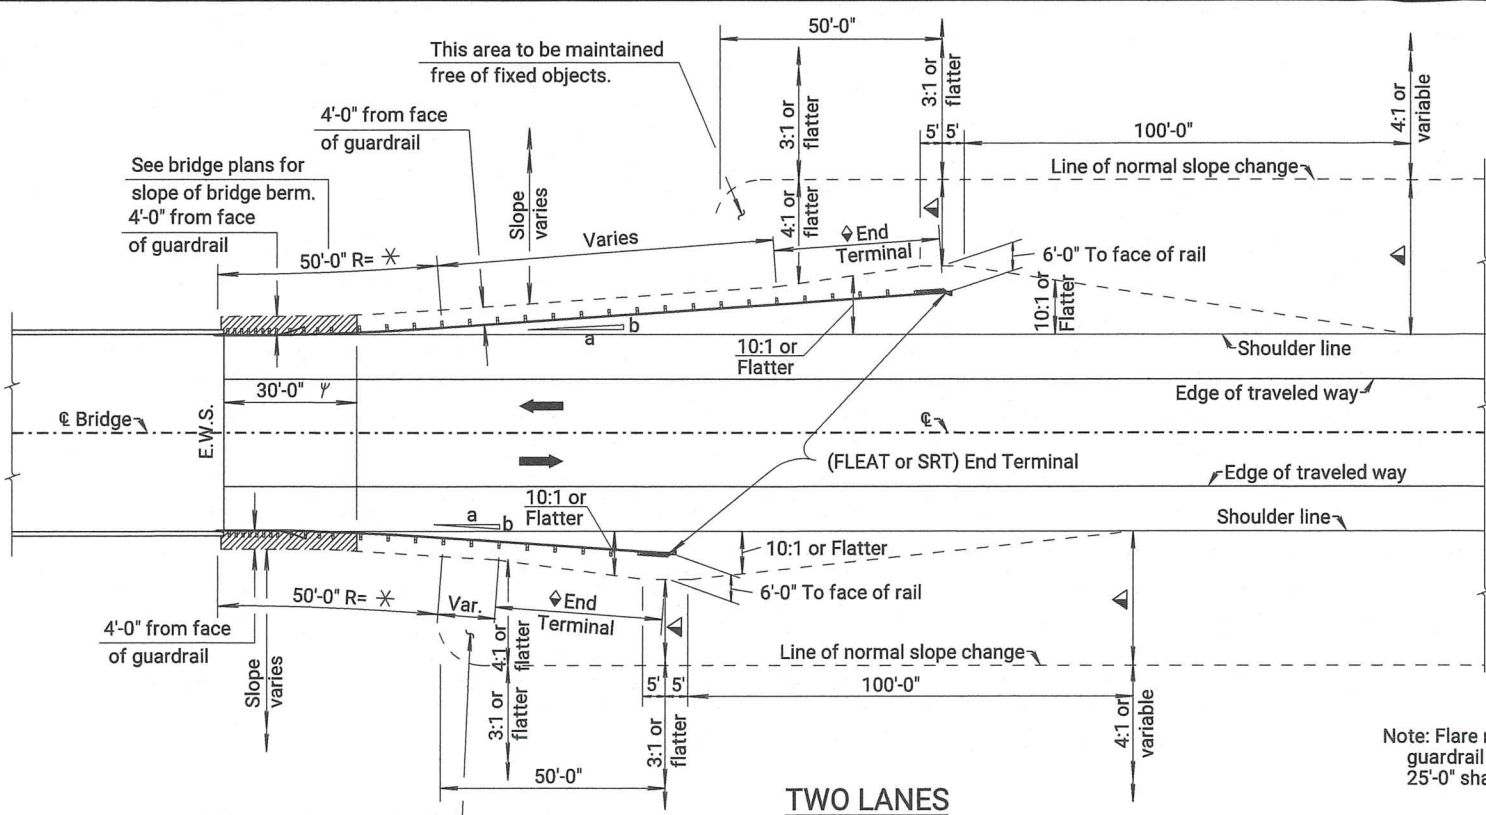 50'-0"
This area to be maintained
free of fixed objects.
3:1 or
flatter
3:1 or
flatter
4:1 or
variable
4'-0" from face
of guardrail
5' 5'
100'-0"
See bridge plans for
slope of bridge berm.
4'-0" from face
of guardrail
Slope
varies
4:1 or
flatter
Line of normal slope change
50'-0" R=
Varies
End
Terminal
6'-0" To face of rail
10:1 or
Flatter
a b
10:1 or
Flatter
Shoulder line
30'-0" ψ
Edge of traveled way
℄ Bridge
E.W.S.
℄
(FLEAT or SRT) End Terminal
Edge of traveled way
10:1 or
Flatter
a b
Shoulder line
10:1 or Flatter
50'-0" R=
Var.
End
Terminal
6'-0" To face of rail
4'-0" from face
of guardrail
Slope
varies
4:1 or
flatter
Line of normal slope change
5' 5'
100'-0"
3:1 or
flatter
3:1 or
flatter
4:1 or
variable
50'-0"
Note: Flare
guardrail
25'-0"
TWO LANES